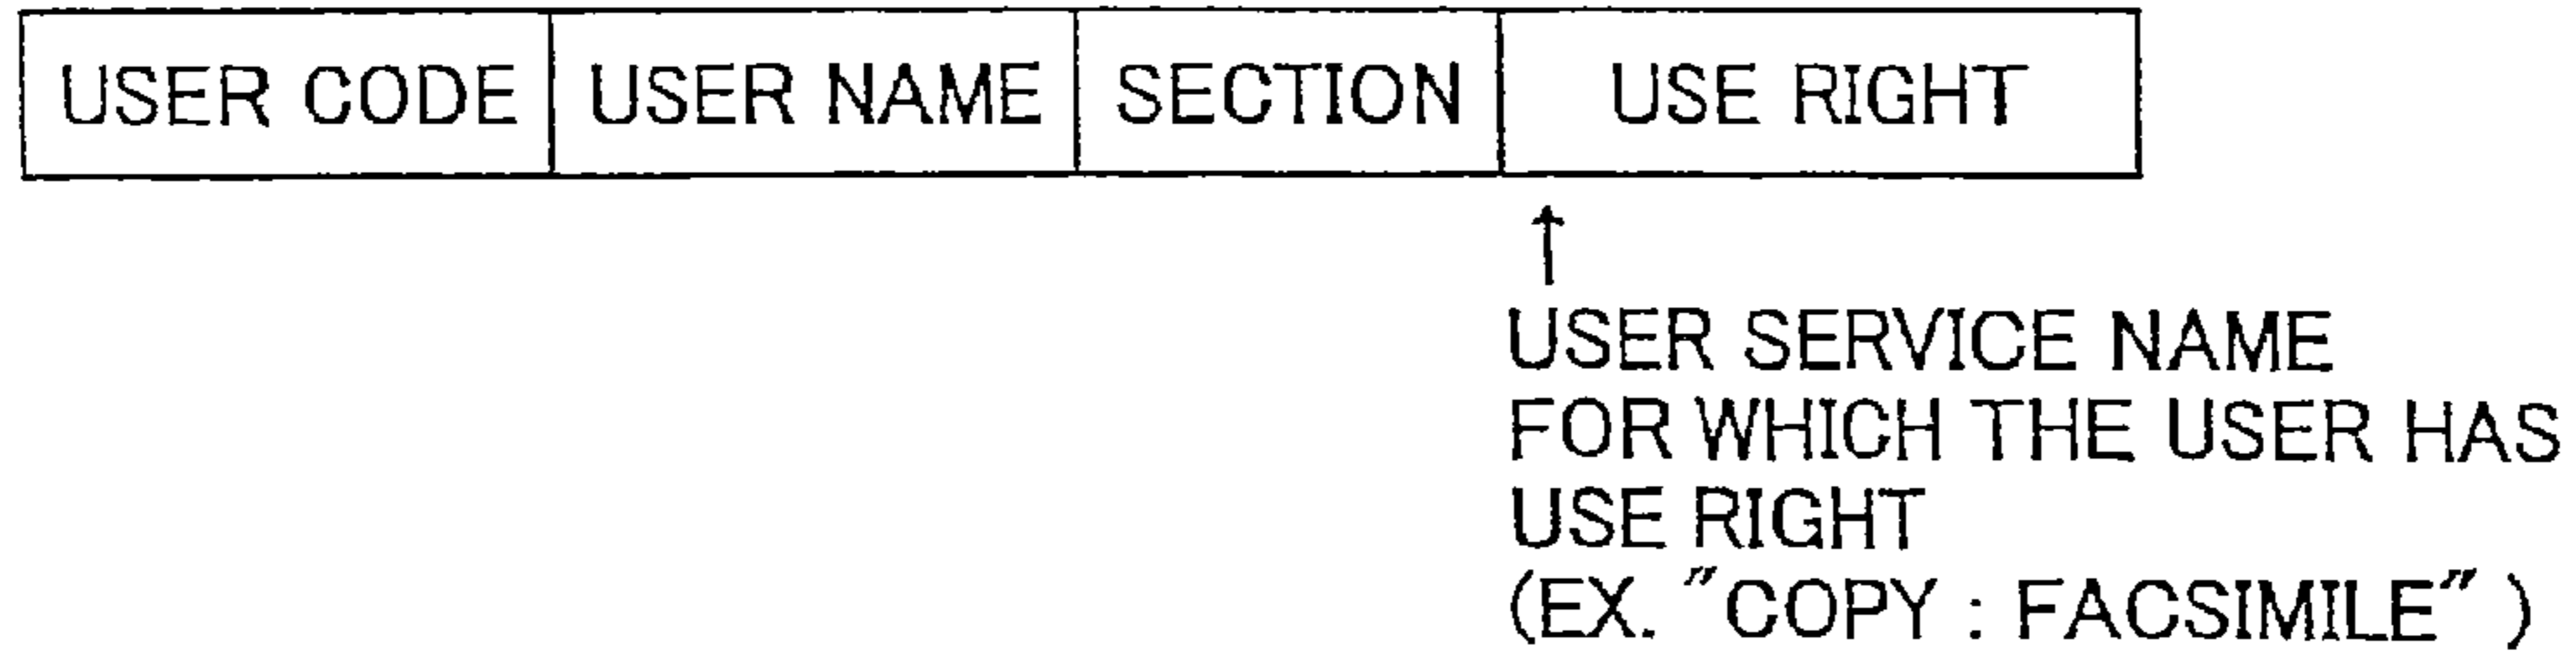 USER CODE USER NAME SECTION USE RIGHT
↑
USER SERVICE NAME
FOR WHICH THE USER HAS
USE RIGHT
(EX. "COPY : FACSIMILE" )